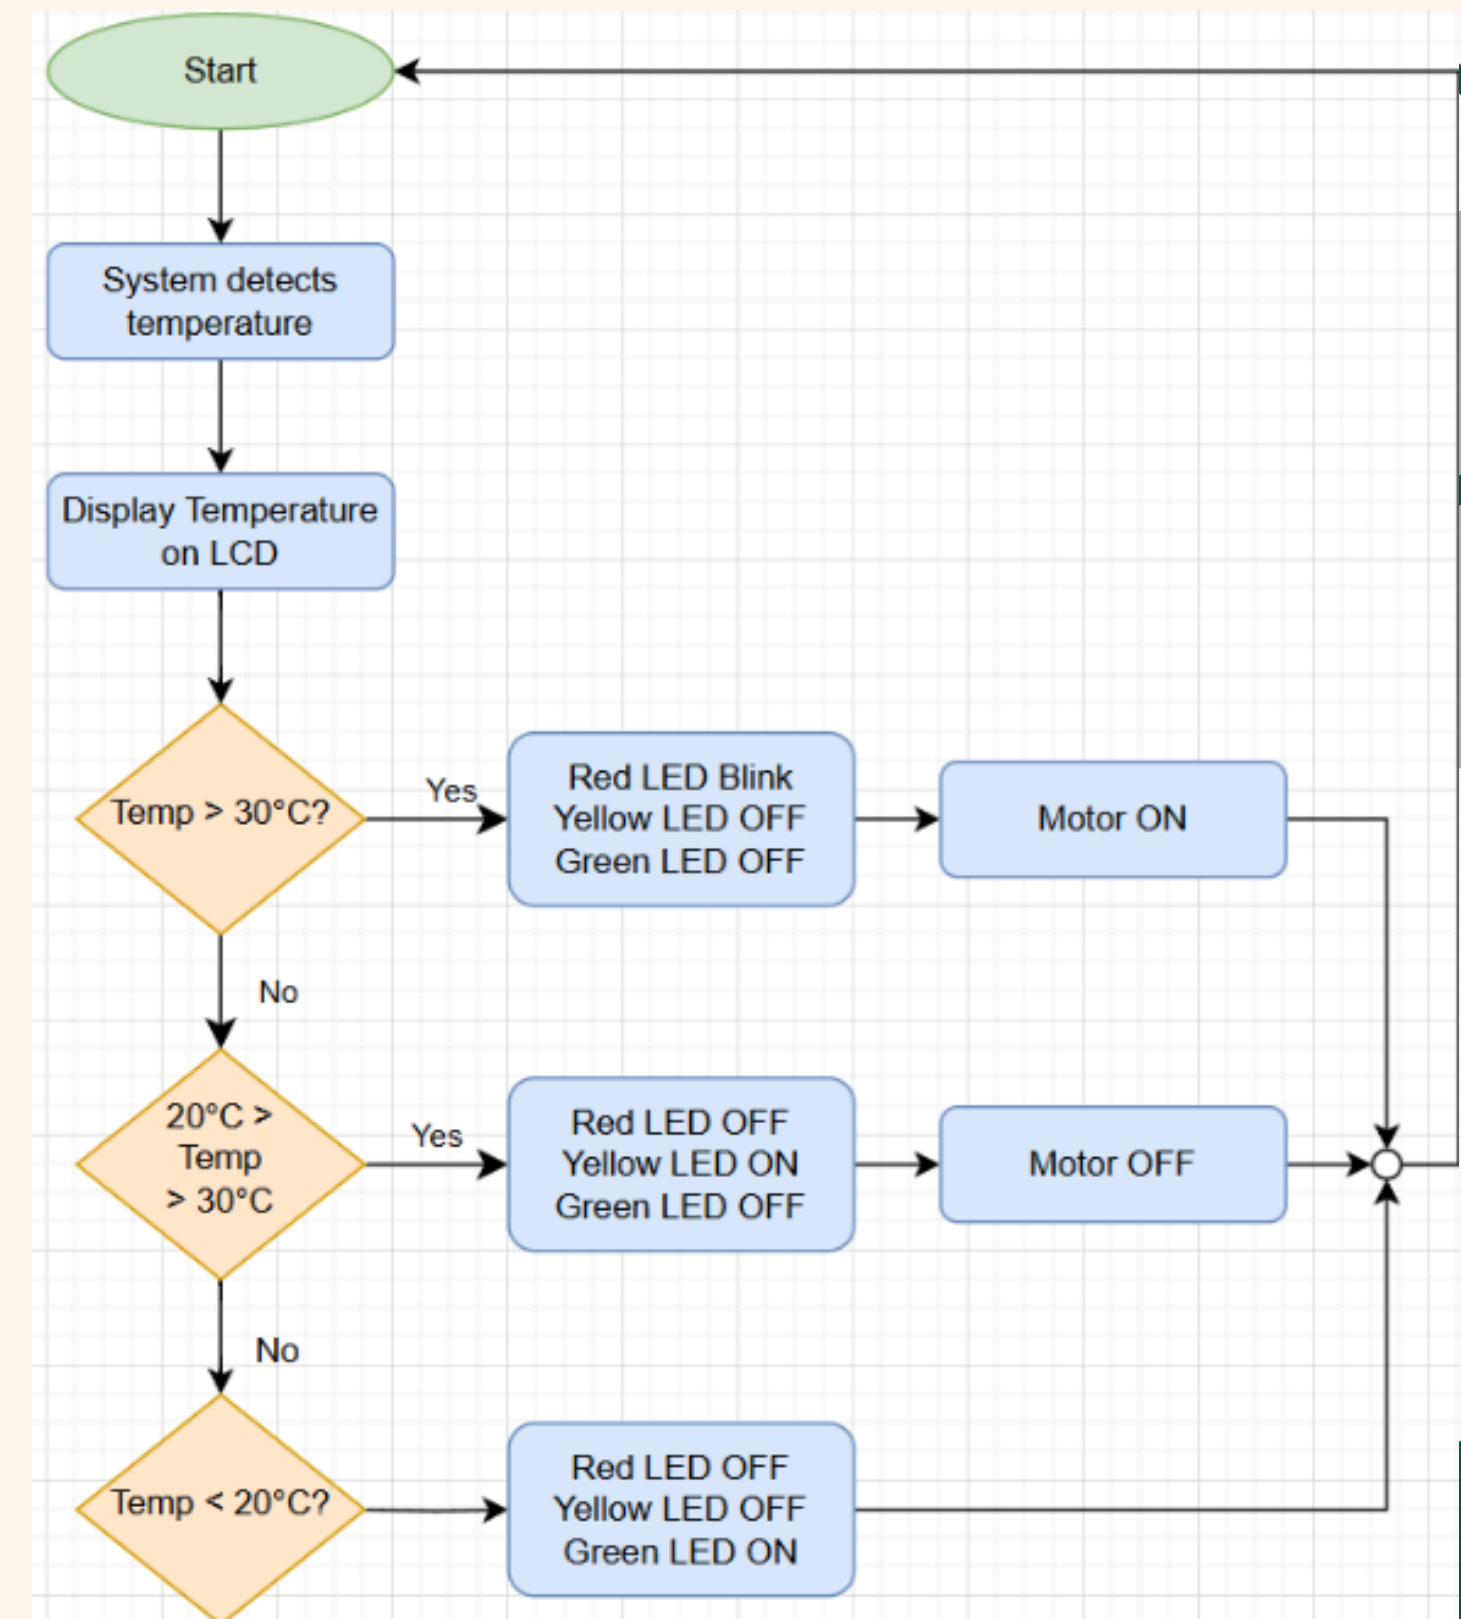 Start
System detects
temperature
Display Temperature
on LCD
Temp > 30°C?
Yes
Red LED Blink
Yellow LED OFF
Green LED OFF
Motor ON
No
20°C >
Temp
> 30°C
Yes
Red LED OFF
Yellow LED ON
Green LED OFF
Motor OFF
No
Temp < 20°C?
Red LED OFF
Yellow LED OFF
Green LED ON